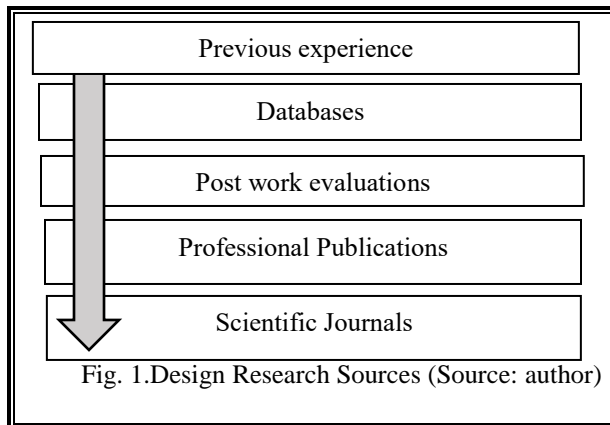 Previous experience
Databases
Post work evaluations
Professional Publications
Scientific Journals
Fig. 1.Design Research Sources (Source: author)